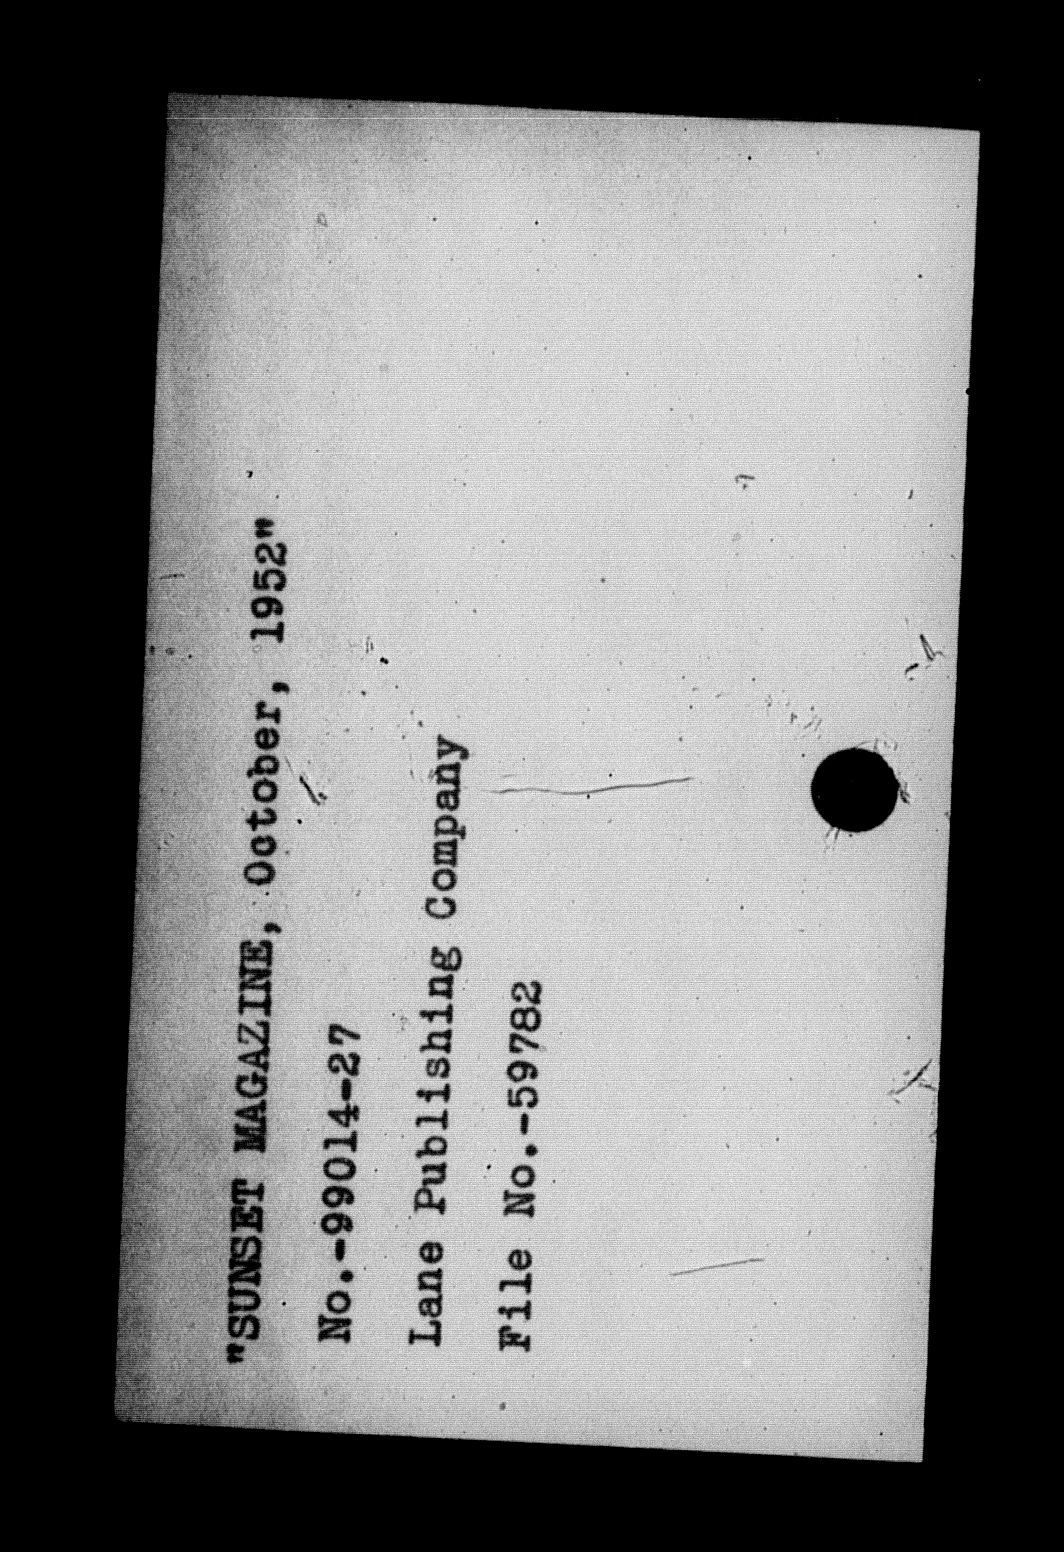 "SUNSET MAGAZINE, October, 1952"
No.-99014-27
Lane Publishing Company
File No.-59782